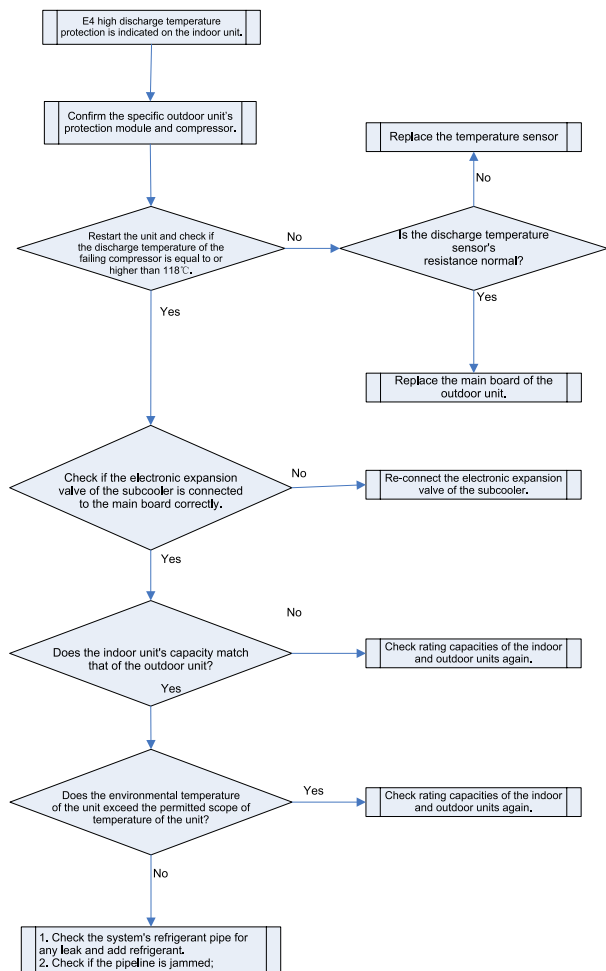 E4 high discharge temperature
protection is indicated on the indoor unit.
Confirm the specific outdoor unit's
protection module and compressor.
Replace the temperature sensor
No
Restart the unit and check if
the discharge temperature of the
failing compressor is equal to or
higher than 118℃.
No
Is the discharge temperature
sensor's
resistance normal?
Yes
Yes
Replace the main board of the
outdoor unit.
Check if the electronic expansion
valve of the subcooler is connected
to the main board correctly.
No
Re-connect the electronic expansion
valve of the subcooler.
Yes
No
Does the indoor unit's capacity match
that of the outdoor unit?
Check rating capacities of the indoor
and outdoor units again.
Yes
Does the environmental temperature
of the unit exceed the permitted scope of
temperature of the unit?
Yes
Check rating capacities of the indoor
and outdoor units again.
No
1. Check the system's refrigerant pipe for
any leak and add refrigerant.
2. Check if the pipeline is jammed;